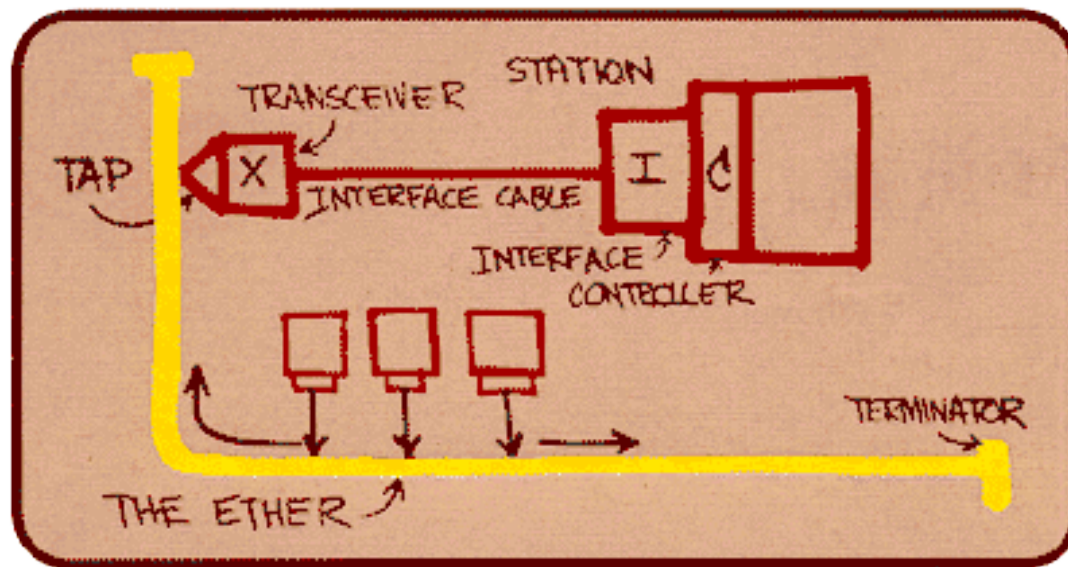 STATION
TRANSCEIVER
TAP
X
I
C
INTERFACE CABLE
INTERFACE
CONTROLLER
TERMINATOR
THE ETHER